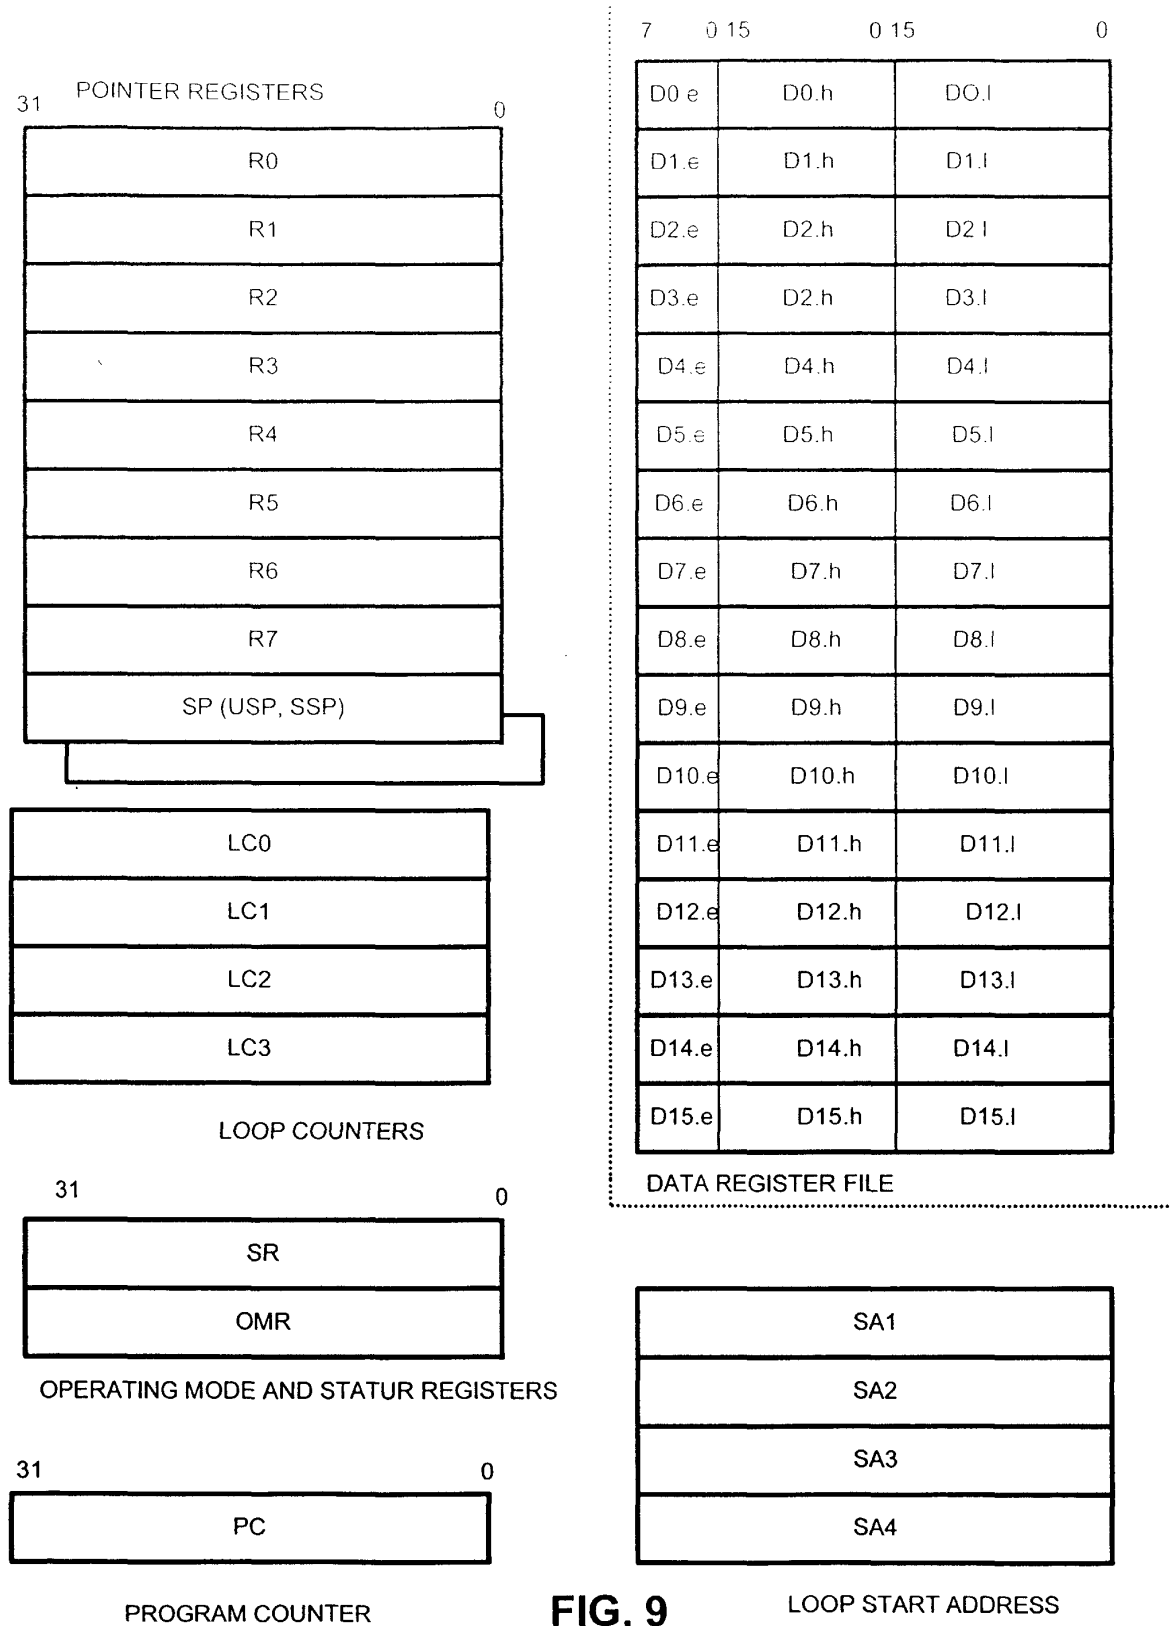 POINTER REGISTERS
31 0
R0
R1
R2
R3
R4
R5
R6
R7
SP (USP, SSP)
LC0
LC1
LC2
LC3
LOOP COUNTERS
31 0
SR
OMR
OPERATING MODE AND STATUR REGISTERS
31 0
PC
PROGRAM COUNTER
7 0 15 0 15 0
D0 e D0.h DO.l
D1.e D1.h D1.l
D2.e D2.h D2 l
D3.e D2.h D3.l
D4.e D4.h D4.l
D5.e D5.h D5.l
D6.e D6.h D6.l
D7.e D7.h D7.l
D8.e D8.h D8.l
D9.e D9.h D9.l
D10.e D10.h D10.l
D11.e D11.h D11.l
D12.e D12.h D12.l
D13.e D13.h D13.l
D14.e D14.h D14.l
D15.e D15.h D15.l
DATA REGISTER FILE
SA1
SA2
SA3
SA4
LOOP START ADDRESS
FIG. 9